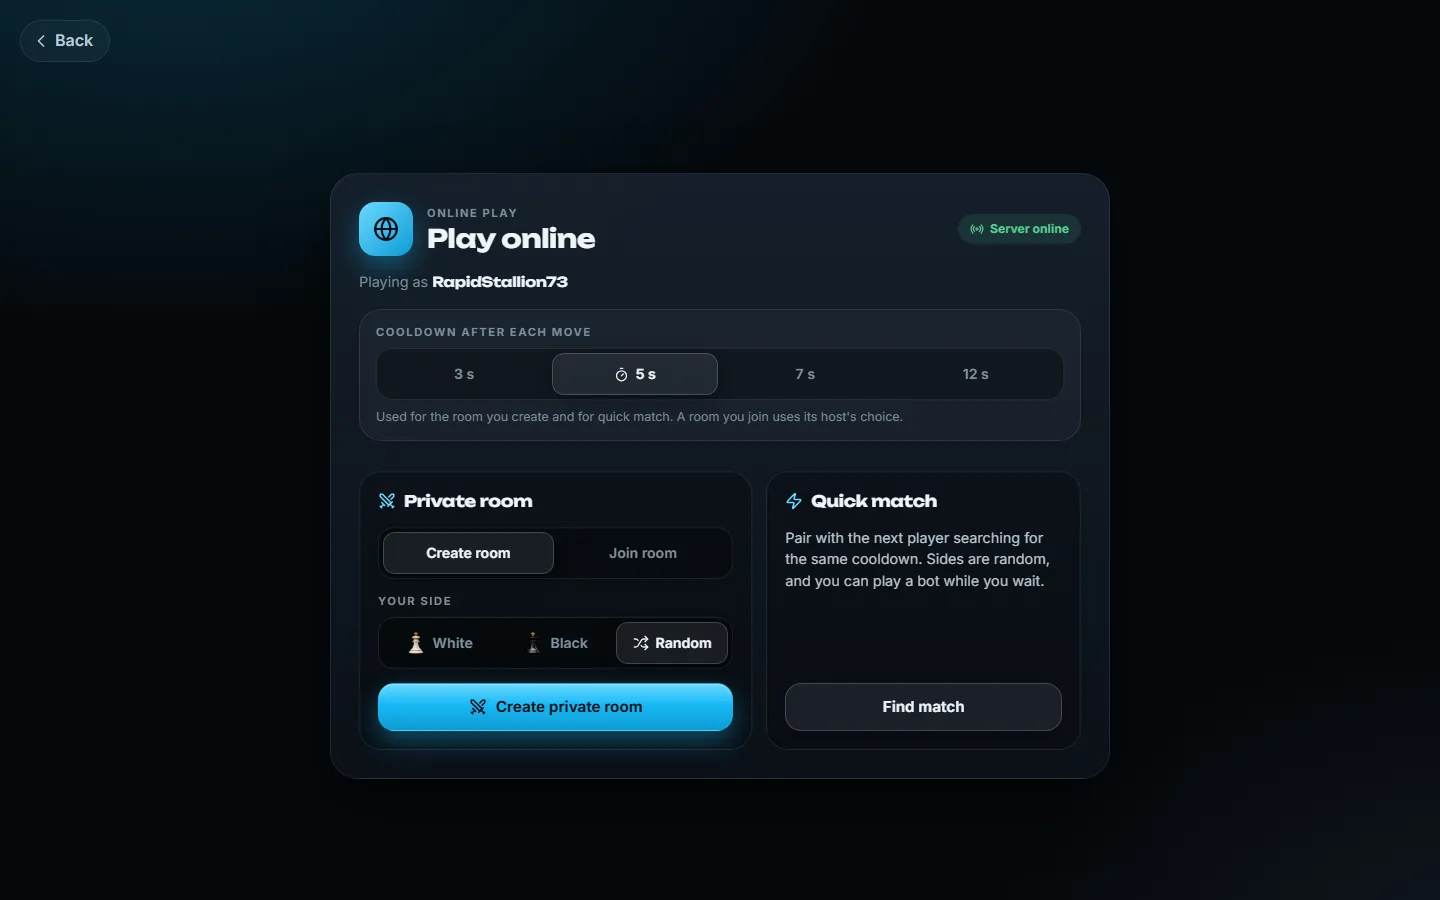 Back
ONLINE PLAY
Play online
Server online
Playing as RapidStallion73
COOLDOWN AFTER EACH MOVE
3 s
5 s
7 s
12 s
Used for the room you create and for quick match. A room you join uses its host's choice.
Private room
Create room
Join room
YOUR SIDE
White
Black
Random
Create private room
Quick match
Pair with the next player searching for
the same cooldown. Sides are random,
and you can play a bot while you wait.
Find match